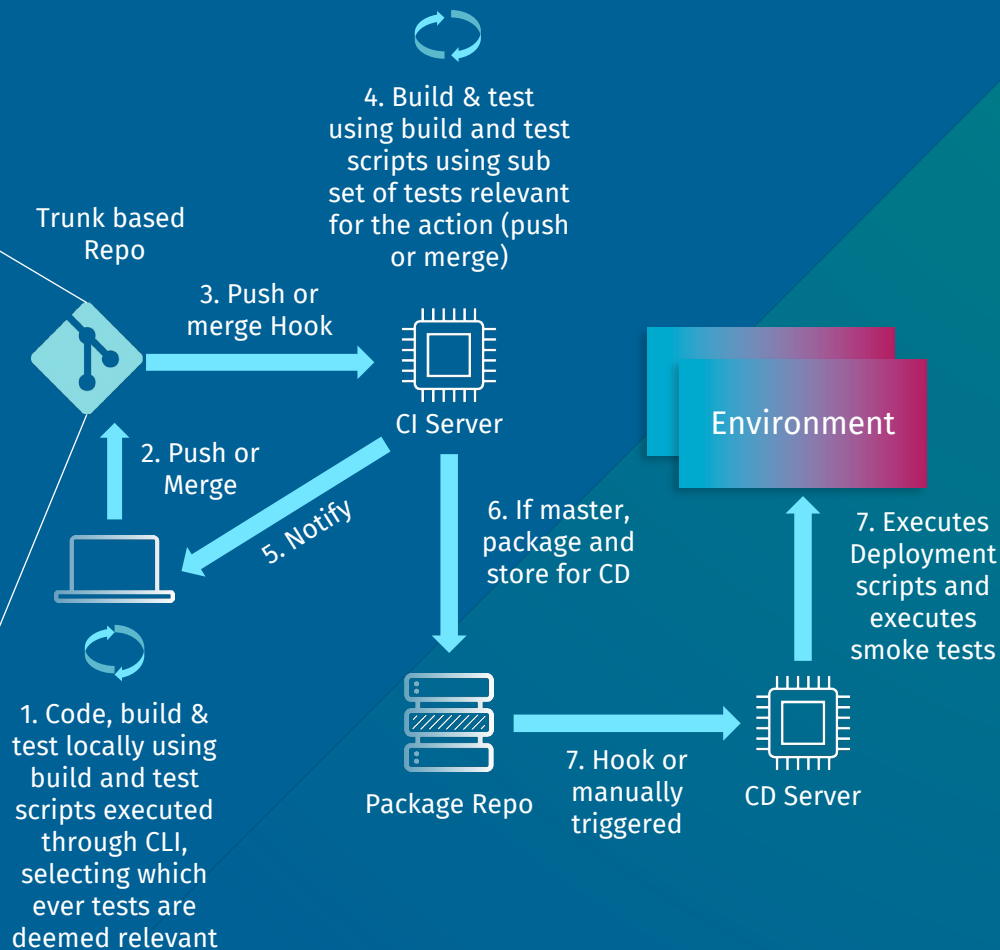 4. Build & test
using build and test
scripts using sub
set of tests relevant
for the action (push
or merge)
Trunk based
Repo
3. Push or
merge Hook
CI Server
2. Push or
Merge
5. Notify
6. If master,
package and
store for CD
Environment
7. Executes
Deployment
scripts and
executes
smoke tests
1. Code, build &
test locally using
build and test
scripts executed
through CLI,
selecting which
ever tests are
deemed relevant
Package Repo
7. Hook or
manually
triggered
CD Server